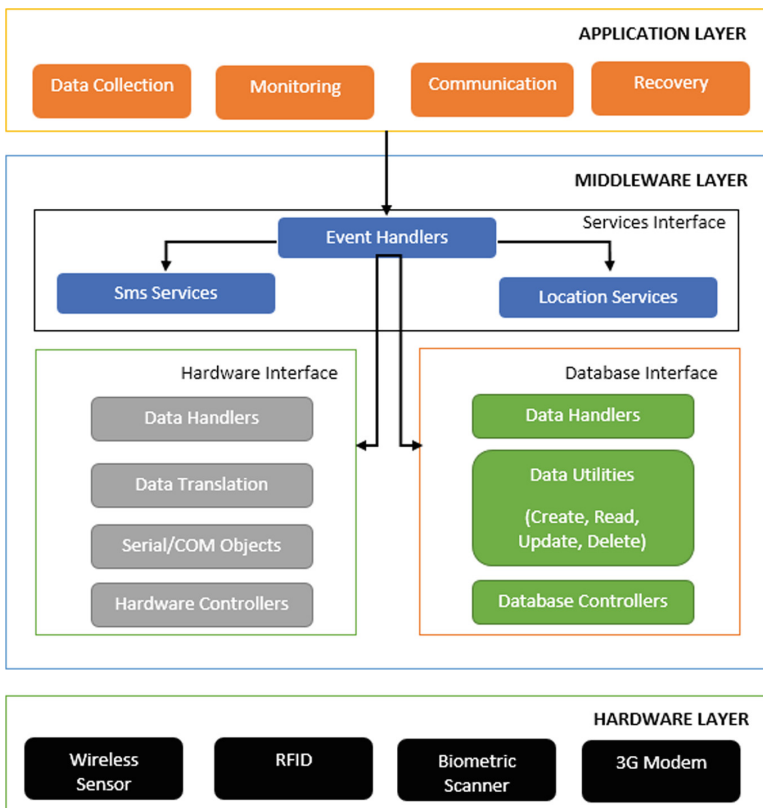 APPLICATION LAYER
Data Collection
Monitoring
Communication
Recovery
MIDDLEWARE LAYER
Services Interface
Event Handlers
Sms Services
Location Services
Hardware Interface
Data Handlers
Data Translation
Serial/COM Objects
Hardware Controllers
Database Interface
Data Handlers
Data Utilities
(Create, Read,
Update, Delete)
Database Controllers
HARDWARE LAYER
Wireless
Sensor
RFID
Biometric
Scanner
3G Modem